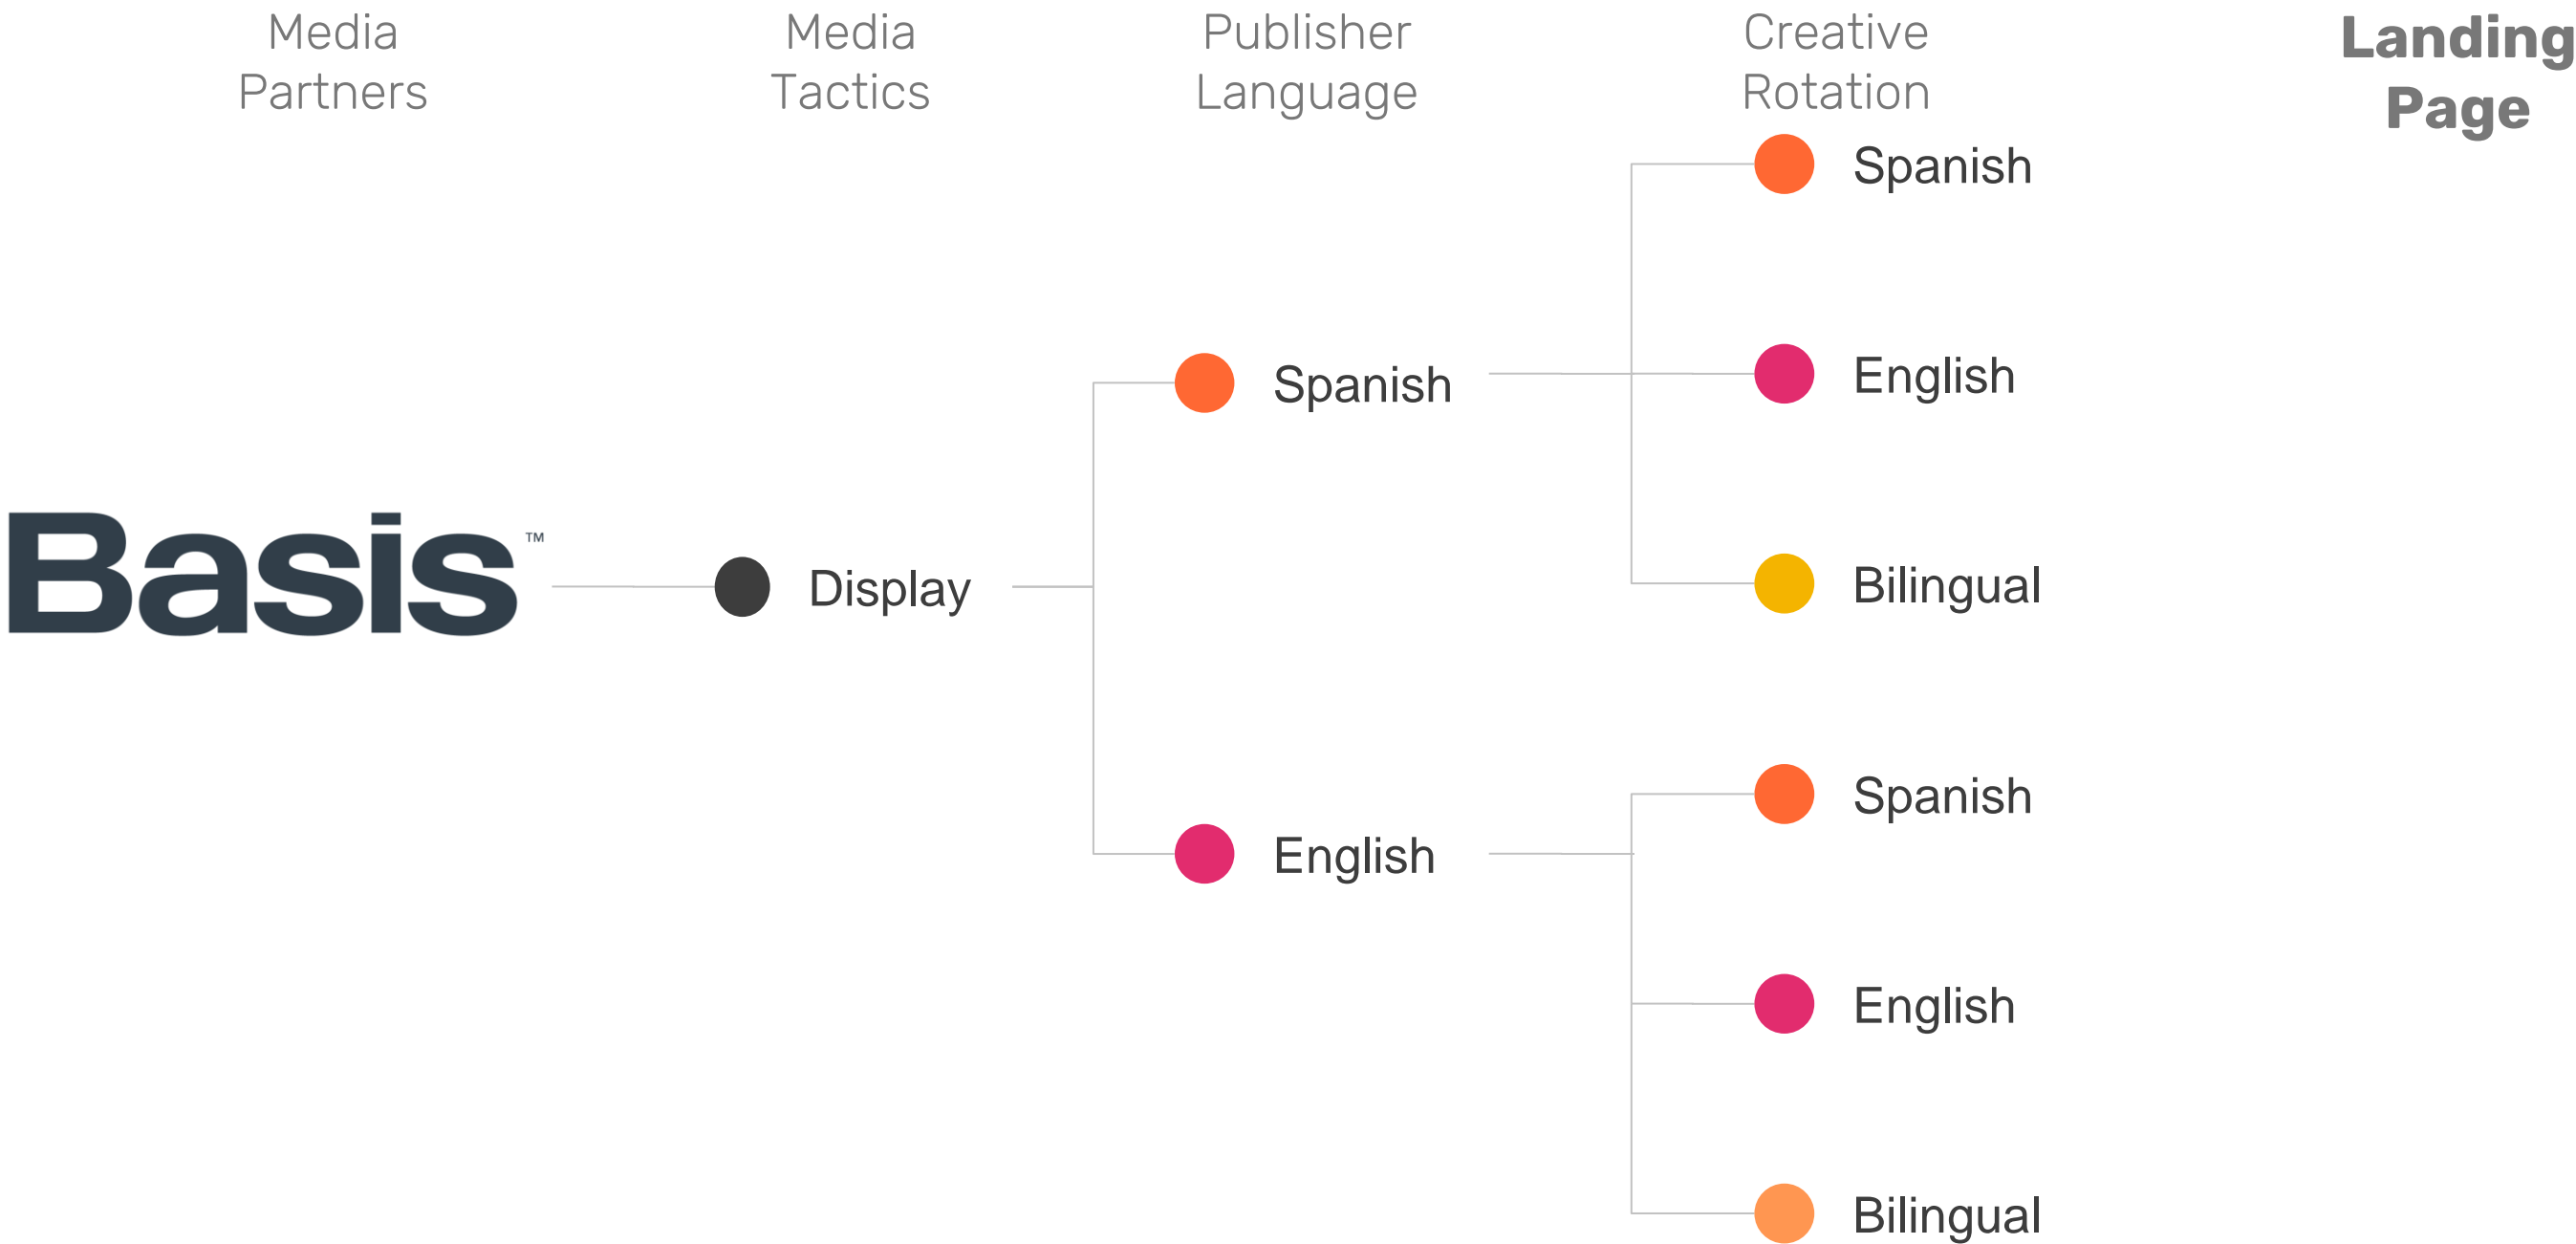 Media
Partners
Media
Tactics
Publisher
Language
Creative
Rotation
Landing
Page
Spanish
English
Bilingual
Spanish
Basis™
Display
English
Spanish
English
Bilingual